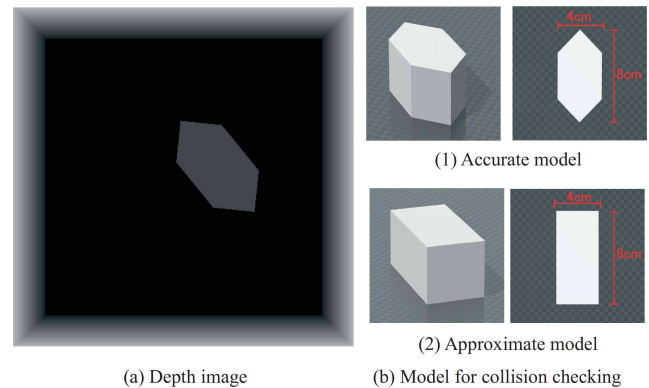 4cm
8cm
(1) Accurate model
4cm
8cm
(2) Approximate model
(a) Depth image
(b) Model for collision checking